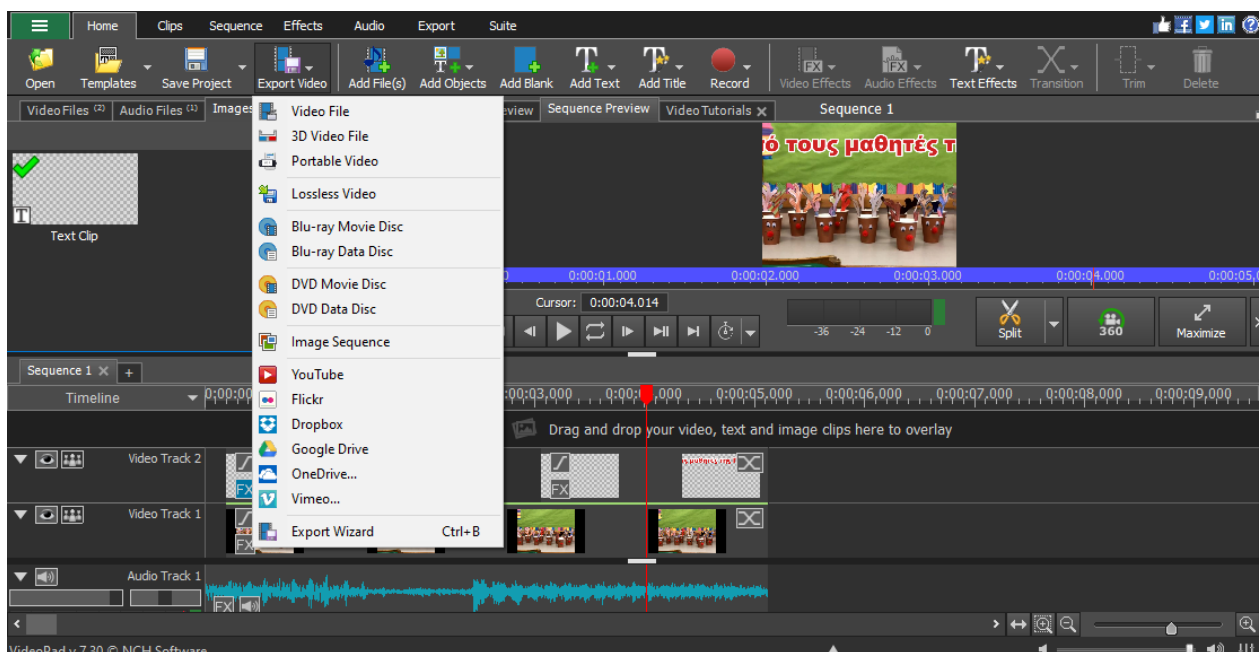 Home Clips Sequence Effects Audio Export Suite
Open Templates Save Project Export Video Add File(s) Add Objects Add Blank Add Text Add Title Record Video Effects Audio Effects Text Effects Transition Trim Delete
Video Files (2) Audio Files (1) Images Sequence Preview Video Tutorials Sequence 1
Video File
3D Video File
Portable Video
Lossless Video
Blu-ray Movie Disc
Blu-ray Data Disc
DVD Movie Disc
DVD Data Disc
Image Sequence
YouTube
Flickr
Dropbox
Google Drive
OneDrive...
Vimeo...
Export Wizard Ctrl+B
Text Clip
τους μαθητές τ
0:00:01.000 0:00:02.000 0:00:03.000 0:00:04.000
Cursor: 0:00:04.014
-36 -24 -12 0
Split 360 Maximize
Sequence 1
Timeline
0:00:05,000 0:00:06,000 0:00:07,000 0:00:08,000 0:00:09,000
Drag and drop your video, text and image clips here to overlay
Video Track 2
FX FX
Video Track 1
FX
Audio Track 1
FX
VideoPad v 7.30 © NCH Software